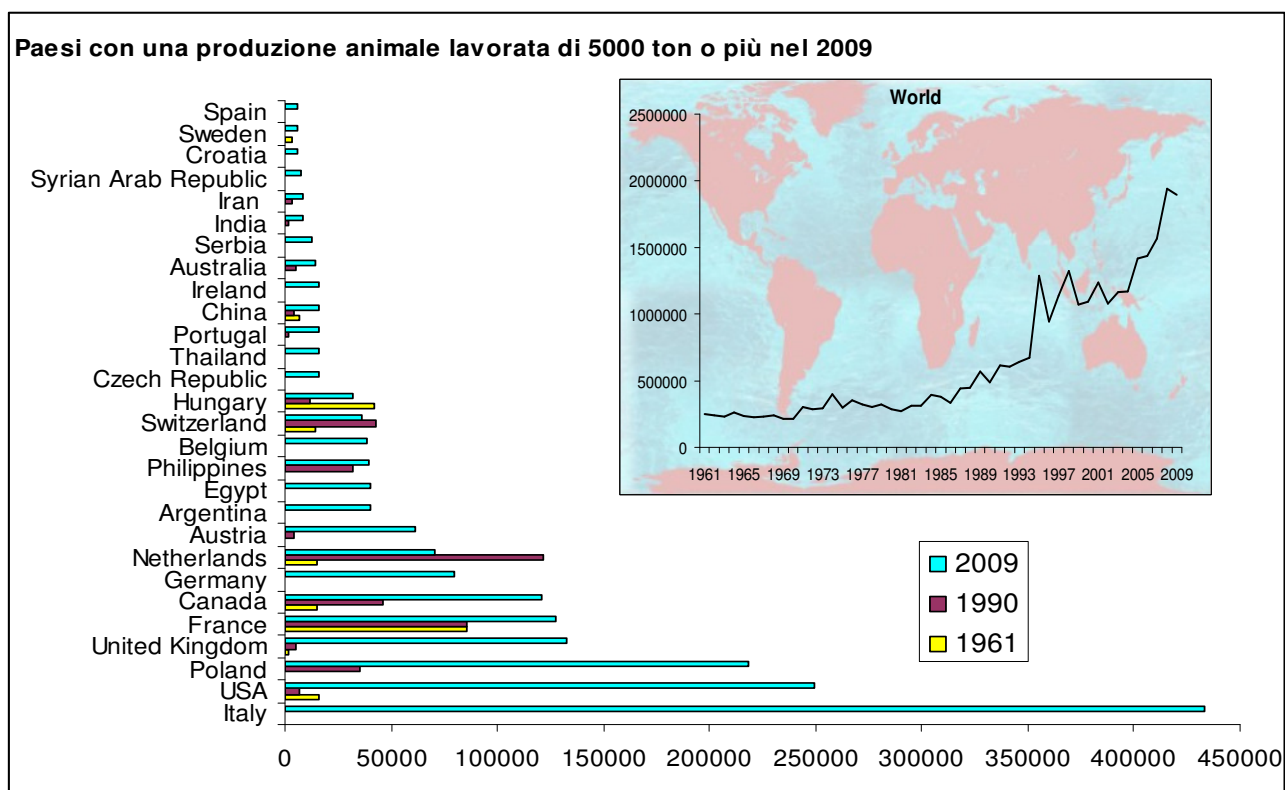 Paesi con una produzione animale lavorata di 5000 ton o più nel 2009
Spain
Sweden
Croatia
Syrian Arab Republic
Iran
India
Serbia
Australia
Ireland
China
Portugal
Thailand
Czech Republic
Hungary
Switzerland
Belgium
Philippines
Egypt
Argentina
Austria
Netherlands
Germany
Canada
France
United Kingdom
Poland
USA
Italy
0 50000 100000 150000 200000 250000 300000 350000 400000 450000
World
2500000
2000000
1500000
1000000
500000
0
1961 1965 1969 1973 1977 1981 1985 1989 1993 1997 2001 2005 2009
2009
1990
1961